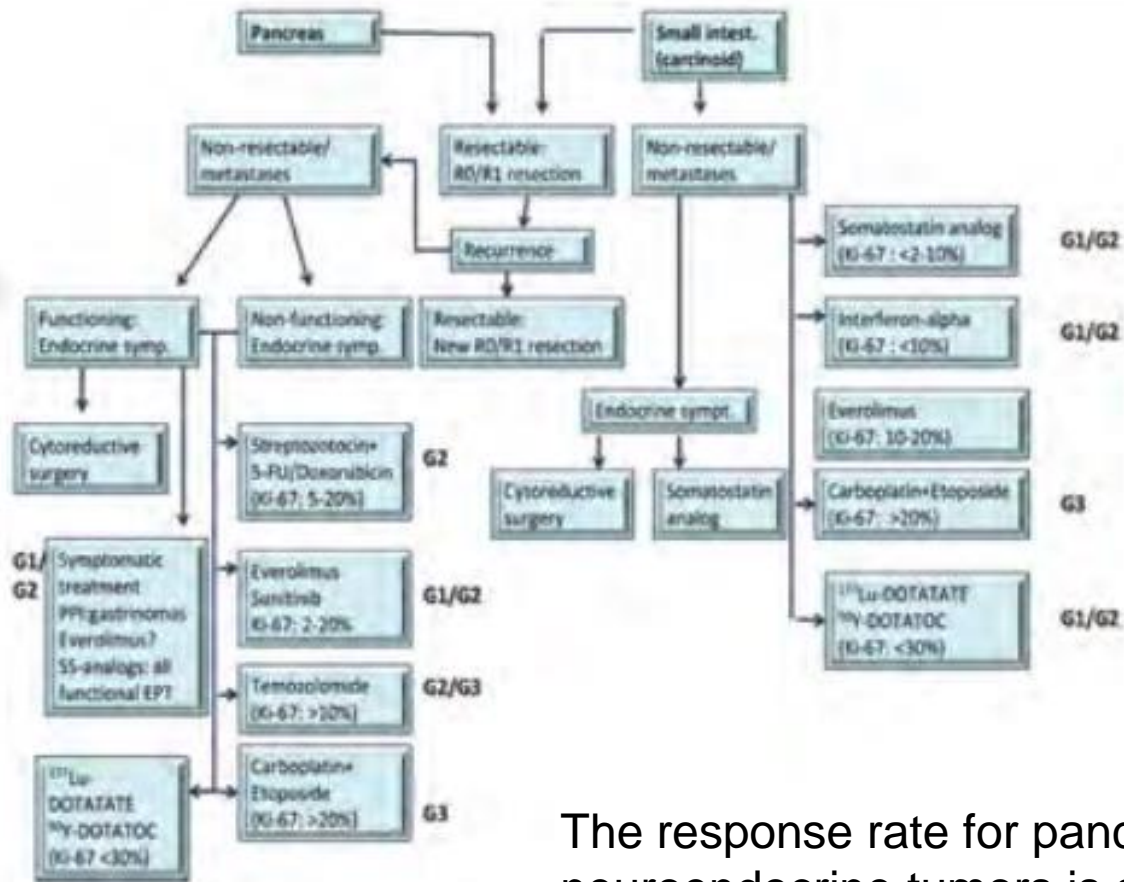 Pancreas
Small intest.
(carcinoid)
Non-resectable/
metastases
Resectable:
R0/R1 resection
Non-resectable/
metastases
Recurrence
Somatostatin analog
(Ki-67 : <2-10%)
G1/G2
Functioning:
Endocrine symp.
Non-functioning:
Endocrine symp.
Resectable:
New R0/R1 resection
Interferon-alpha
(Ki-67 : <10%)
G1/G2
Endocrine sympt.
Everolimus
(Ki-67: 10-20%)
Cytoreductive
surgery
Streptozotocin+
5-FU/Doxorubicin
(Ki-67: 5-20%)
G2
Cytoreductive
surgery
Somatostatin
analog
Carboplatin+Etoposide
(Ki-67: >20%)
G3
G1/
G2
Symptomatic
treatment
PPI:gastrinomas
Everolimus?
SS-analogs: all
functional EPT
Everolimus
Sunitinib
Ki-67: 2-20%
G1/G2
177Lu-DOTATATE
90Y-DOTATOC
(Ki-67: <30%)
G1/G2
Temozolomide
(Ki-67: >10%)
G2/G3
177Lu-
DOTATATE
90Y-DOTATOC
(Ki-67 <30%)
Carboplatin+
Etoposide
(Ki-67: >20%)
G3
The response rate for